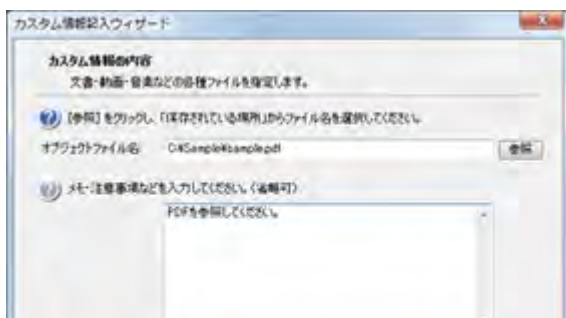 カスタム情報記入ウィザード
カスタム情報の内容
文書・動画・音楽などの各種ファイルを指定します。
[参照]をクリックし、「保存されている場所」からファイル名を選択してください。
オブジェクトファイル名: C:¥Sample¥sample.pdf 参照
メモ・注意事項などを入力してください。(省略可)
PDFを参照してください。